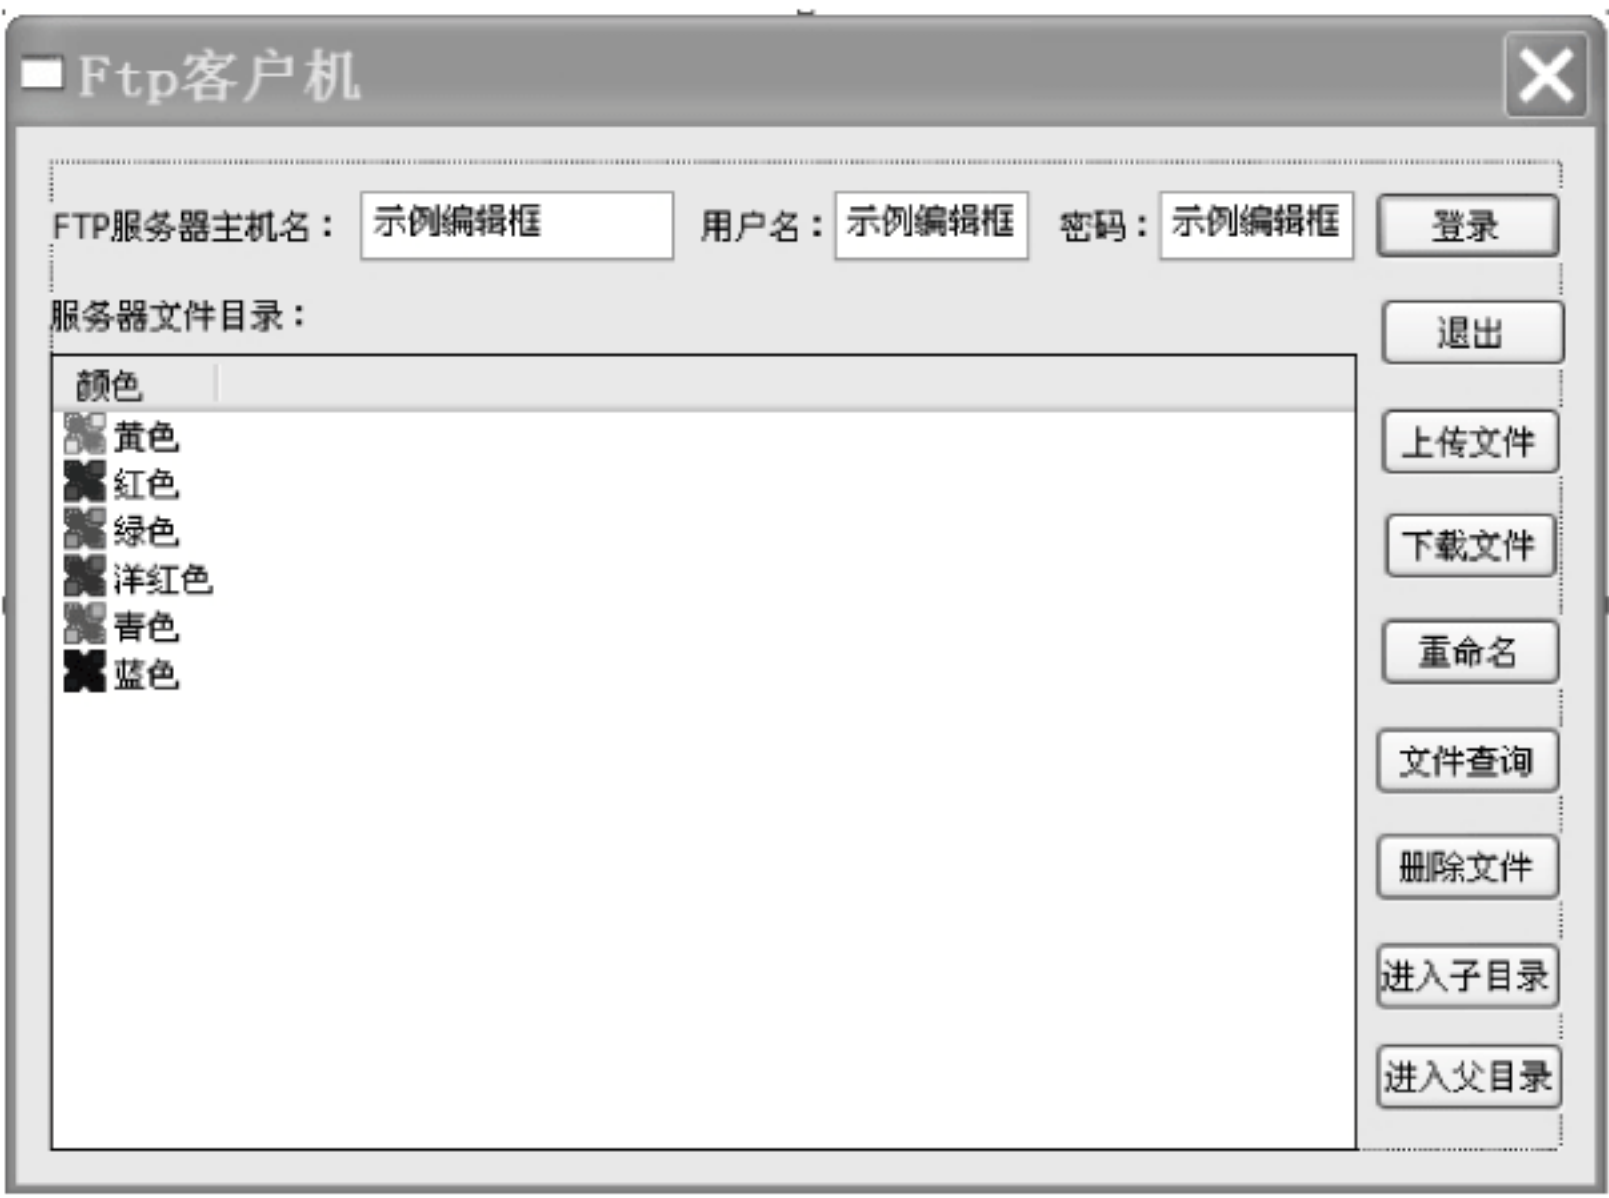 Ftp客户机
FTP服务器主机名： 示例编辑框 用户名： 示例编辑框 密码： 示例编辑框 登录
服务器文件目录： 退出
颜色
黄色
红色
绿色
洋红色
青色
蓝色
上传文件
下载文件
重命名
文件查询
删除文件
进入子目录
进入父目录